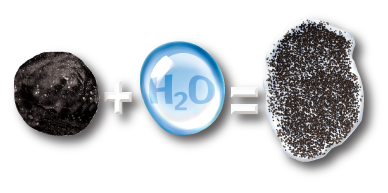 + H₂O =